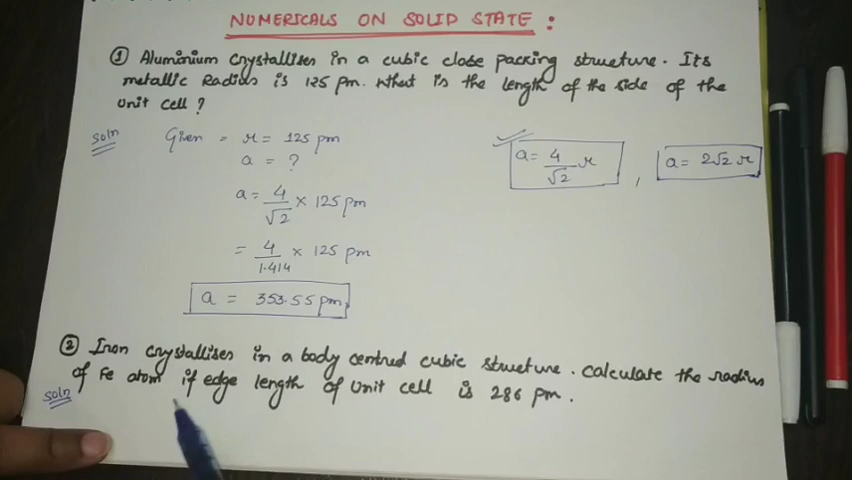 NUMERICALS ON SOLID STATE :
① Aluminium crystallises in a cubic close packing structure. Its
metallic Radius is 125 pm. What is the length of the side of the
Unit cell ?
Soln
Given = r = 125 pm
a = ?
a = 4/√2 r , a = 2√2 r
a = 4/√2 × 125 pm
= 4/1.414 × 125 pm
a = 353.55 pm
② Iron crystallises in a body centred cubic structure. Calculate the radius
of Fe atom if edge length of Unit cell is 286 pm.
Soln